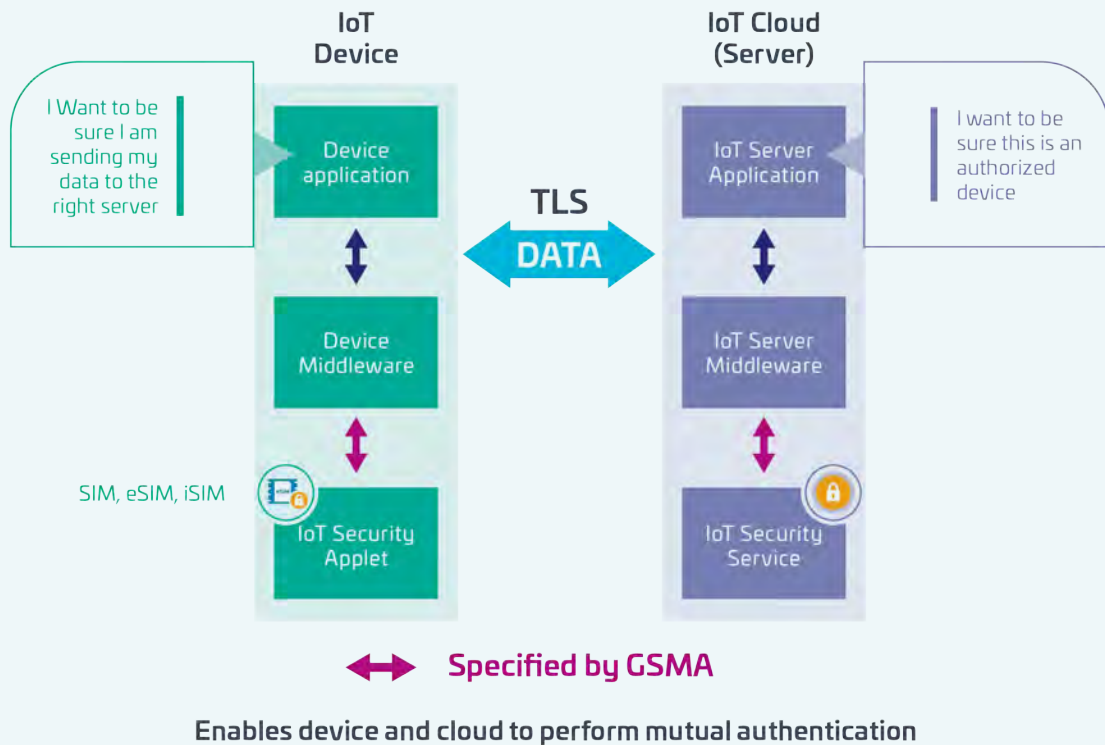 IoT
Device
IoT Cloud
(Server)
I Want to be
sure I am
sending my
data to the
right server
Device
application
TLS
DATA
IoT Server
Application
I want to be
sure this is an
authorized
device
Device
Middleware
IoT Server
Middleware
SIM, eSIM, iSIM
IoT Security
Applet
IoT Security
Service
Specified by GSMA
Enables device and cloud to perform mutual authentication